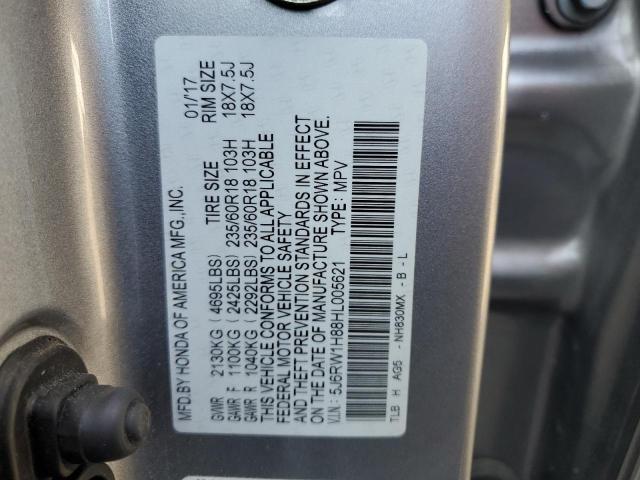 MFD.BY HONDA OF AMERICA MFG.,INC. 01/'17
GVWR 2130KG (4695LBS) TIRE SIZE RIM SIZE
GAWR F 1100KG (2425LBS) 235/60R18 103H 18X7.5J
GAWR R 1040KG (2292LBS) 235/60R18 103H 18X7.5J
THIS VEHICLE CONFORMS TO ALL APPLICABLE
FEDERAL MOTOR VEHICLE SAFETY
AND THEFT PREVENTION STANDARDS IN EFFECT
ON THE DATE OF MANUFACTURE SHOWN ABOVE.
V.I.N.: 5J6RW1H88HL005621 TYPE: MPV
TLB H AG5 - NH830MX - B - L